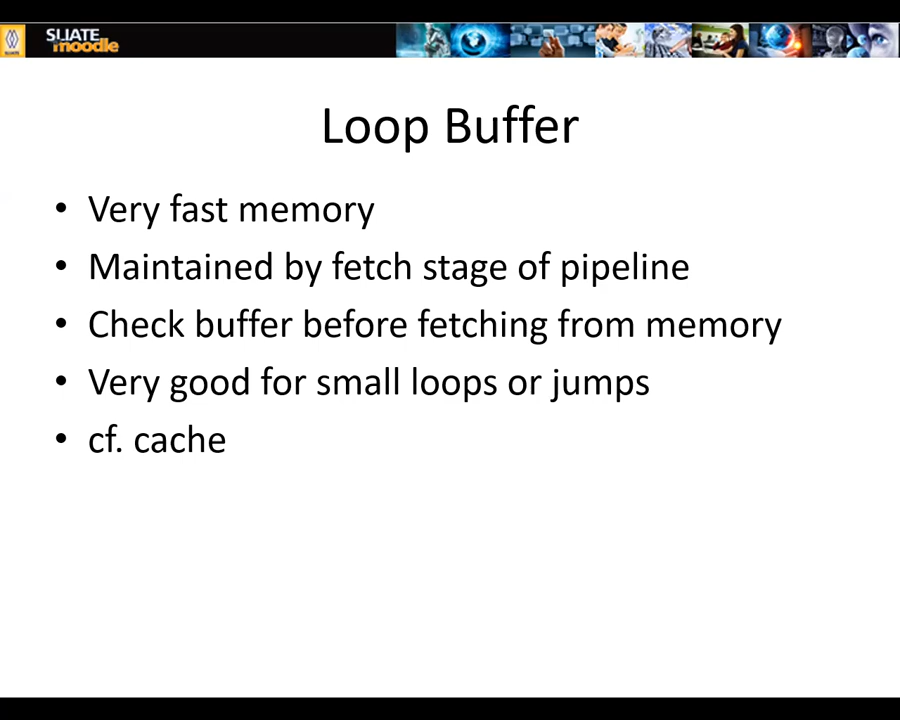 SLIATE
moodle
SLIATE
Loop Buffer
• Very fast memory
• Maintained by fetch stage of pipeline
• Check buffer before fetching from memory
• Very good for small loops or jumps
• cf. cache